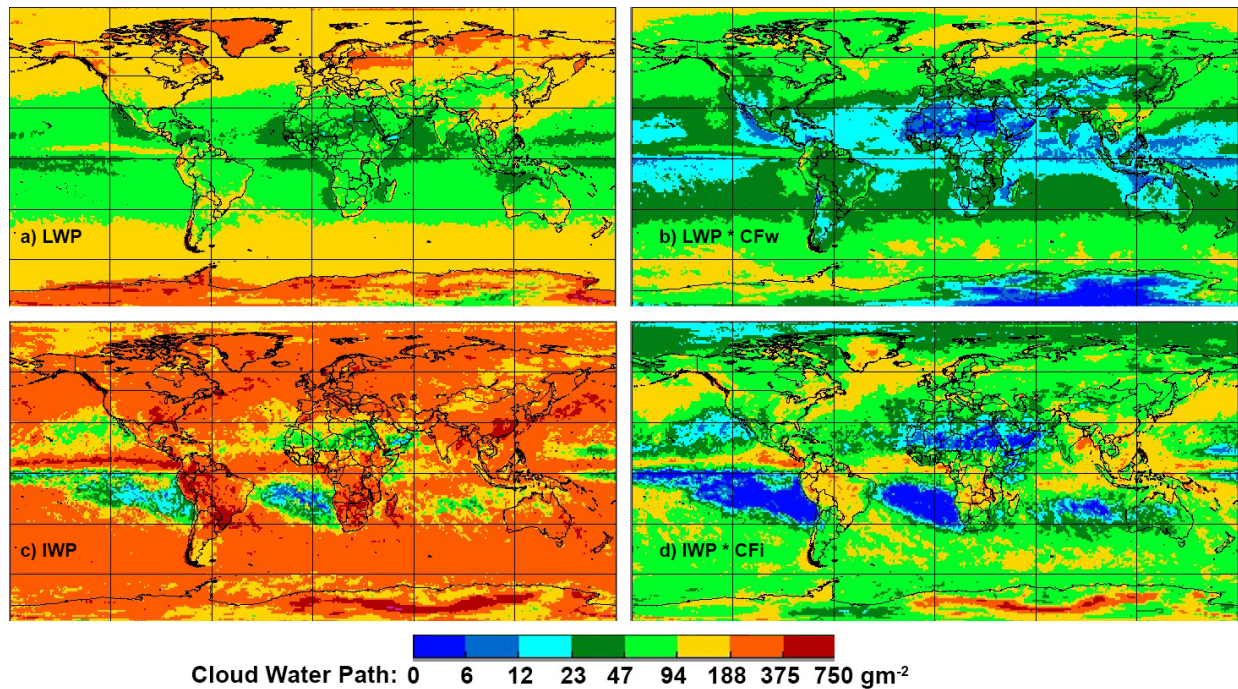 a) LWP
b) LWP * CFw
c) IWP
d) IWP * CFi
Cloud Water Path: 0 6 12 23 47 94 188 375 750 gm⁻²